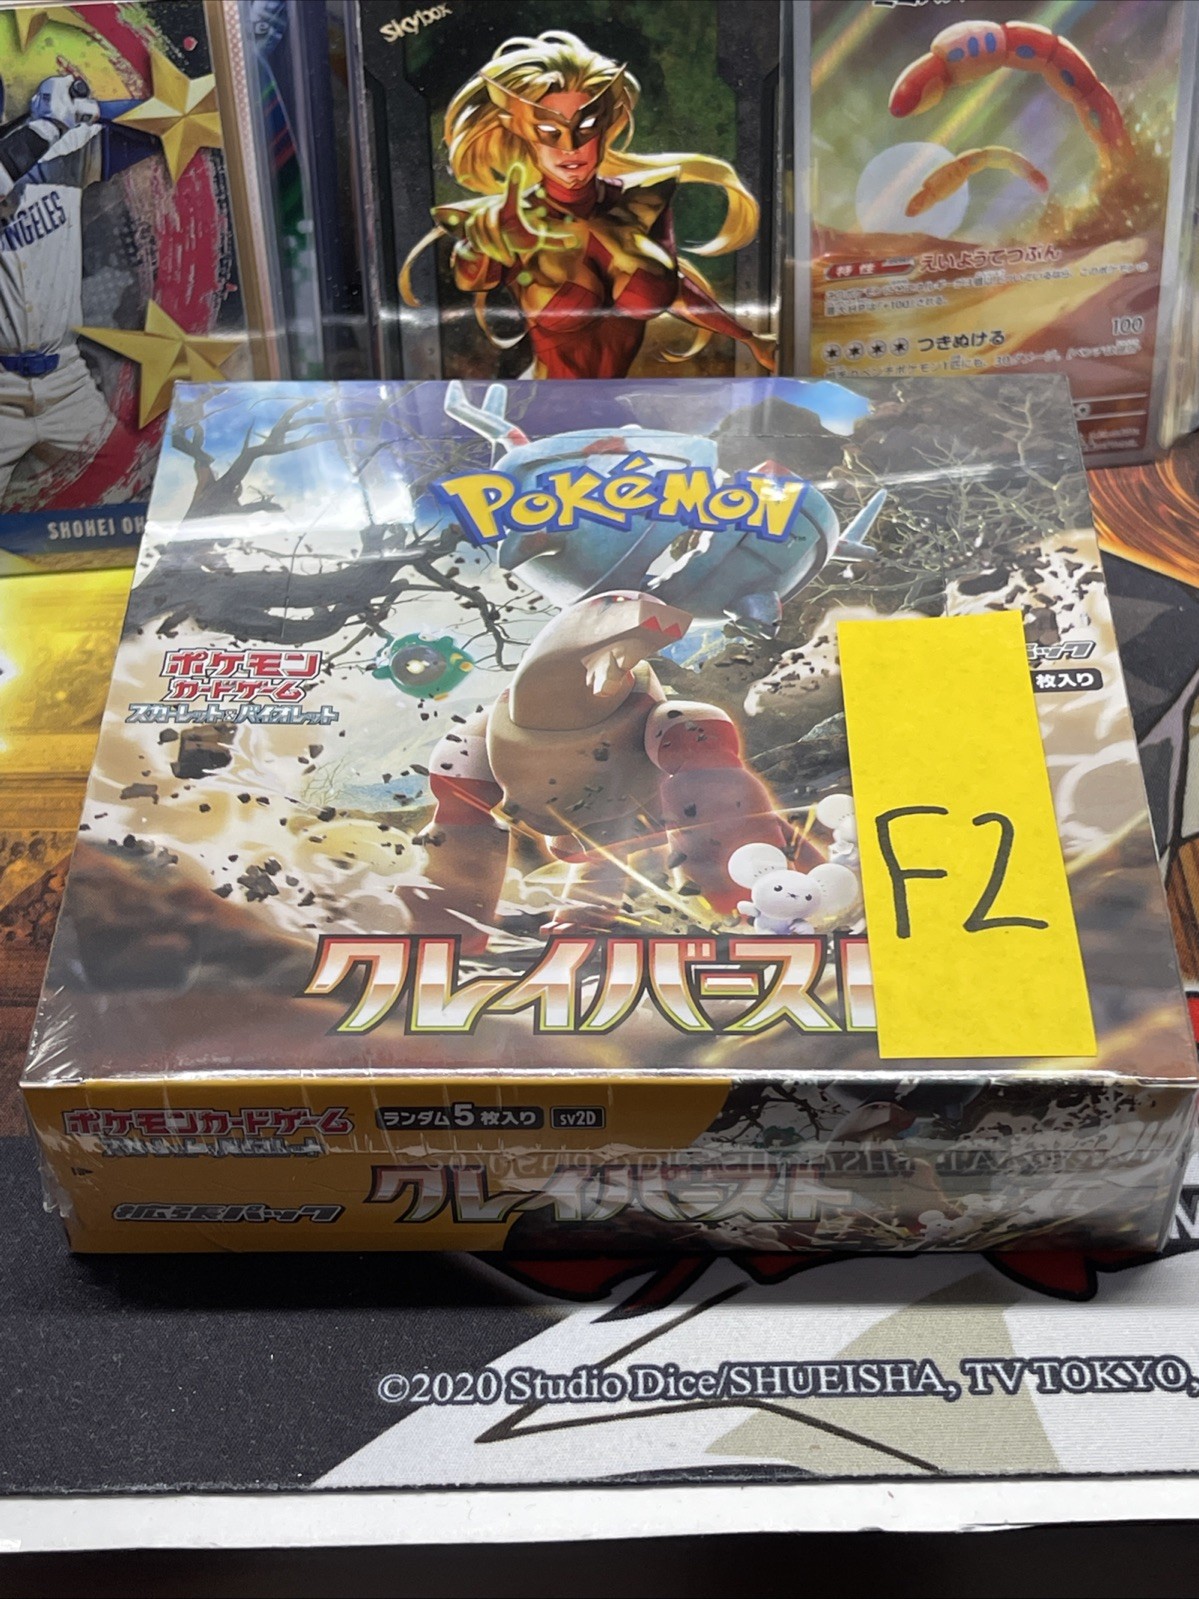 skybox
NGELES
SHOHEI OH
特性 えいようてつぶん
つきぬける
100
POKéMON
ポケモン
カードゲーム
スカーレット&バイオレット
ック
枚入り
F2
クレイバースト
ポケモンカードゲーム
ランダム5枚入り
sv2D
クレイバースト
拡張パック
©2020 Studio Dice/SHUEISHA, TV TOKYO,